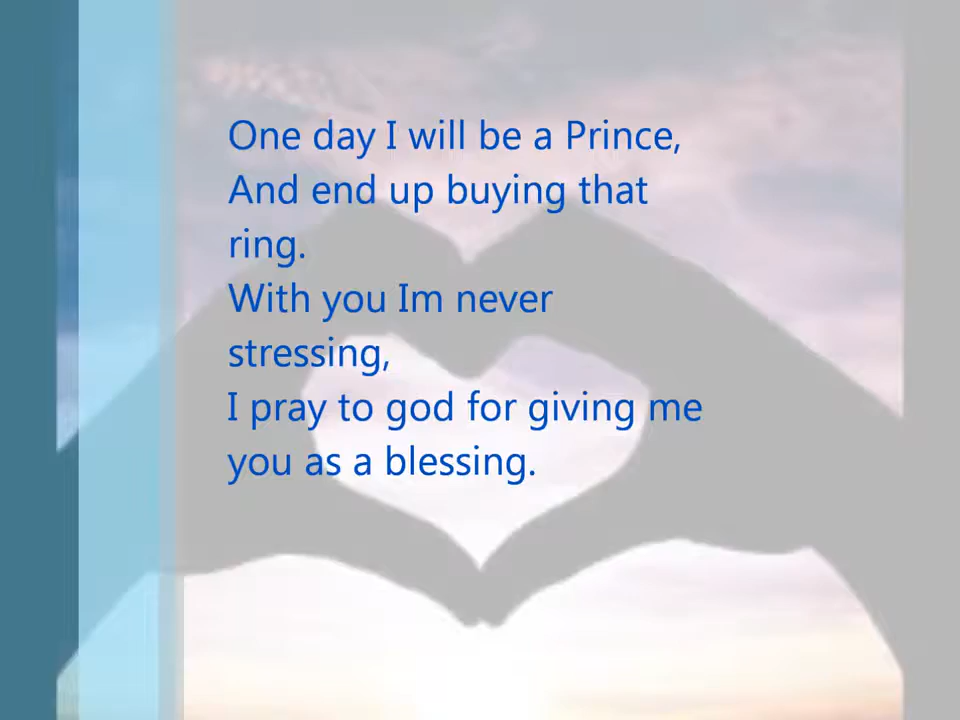 One day I will be a Prince,
And end up buying that
ring.
With you Im never
stressing,
I pray to god for giving me
you as a blessing.